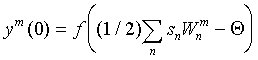 y^m (0) = f( (1 / 2) ∑_n s_n W_n^m − Θ )